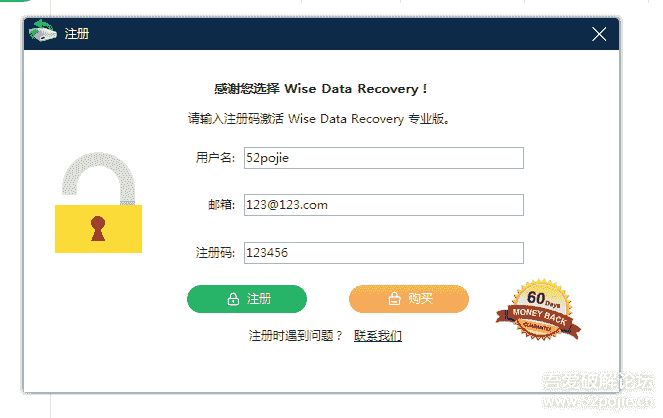 注册
感谢您选择 Wise Data Recovery !
请输入注册码激活 Wise Data Recovery 专业版。
用户名: 52pojie
邮箱: 123@123.com
注册码: 123456
注册 购买
60 Days
MONEY BACK
GUARANTEE
注册时遇到问题？ 联系我们
吾爱破解论坛
www.52pojie.cn